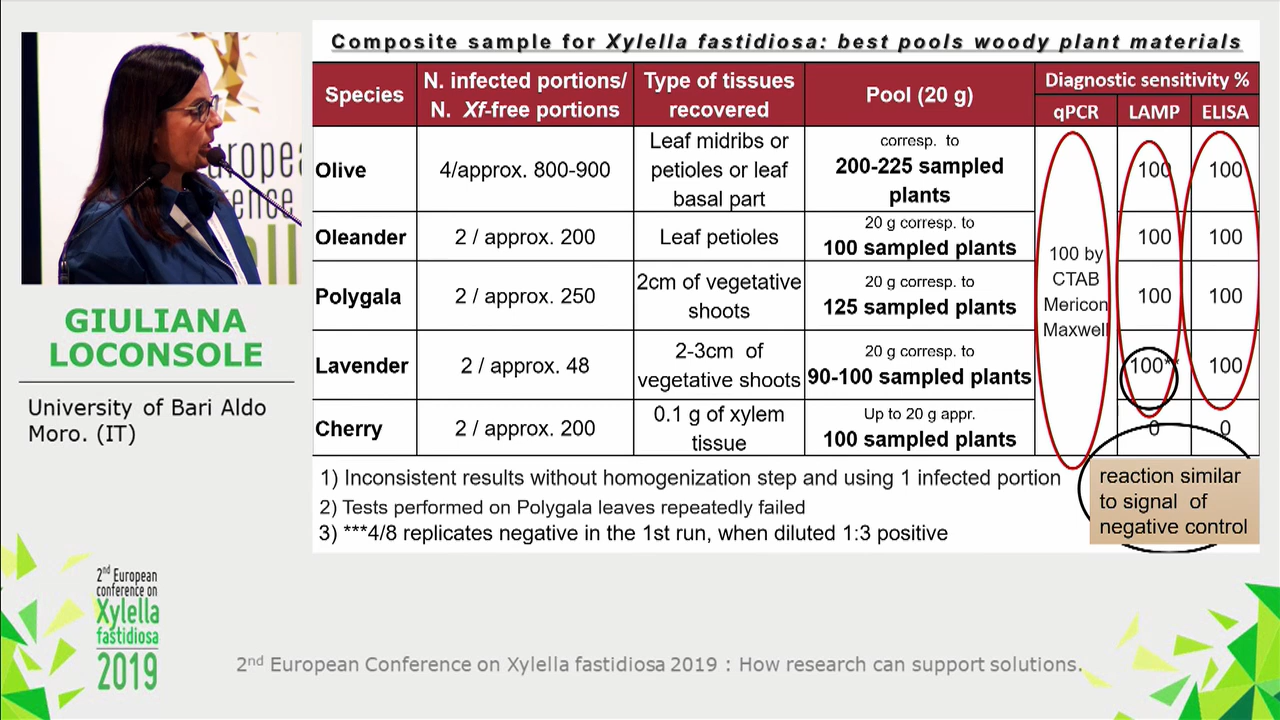 Composite sample for Xylella fastidiosa: best pools woody plant materials
Species
N. infected portions/
N. Xf-free portions
Type of tissues
recovered
Pool (20 g)
Diagnostic sensitivity %
qPCR
LAMP
ELISA
Olive
4/approx. 800-900
Leaf midribs or
petioles or leaf
basal part
corresp. to
200-225 sampled
plants
100
100
Oleander
2 / approx. 200
Leaf petioles
20 g corresp. to
100 sampled plants
100
100
Polygala
2 / approx. 250
2cm of vegetative
shoots
20 g corresp. to
125 sampled plants
100 by
CTAB
Mericon
Maxwell
100
100
Lavender
2 / approx. 48
2-3cm of
vegetative shoots
20 g corresp. to
90-100 sampled plants
100**
100
Cherry
2 / approx. 200
0.1 g of xylem
tissue
Up to 20 g appr.
100 sampled plants
0
0
1) Inconsistent results without homogenization step and using 1 infected portion
2) Tests performed on Polygala leaves repeatedly failed
3) ***4/8 replicates negative in the 1st run, when diluted 1:3 positive
reaction similar
to signal of
negative control
GIULIANA
LOCONSOLE
University of Bari Aldo
Moro. (IT)
2nd European
conference on
Xylella
fastidiosa
2019
2nd European Conference on Xylella fastidiosa 2019 : How research can support solutions.